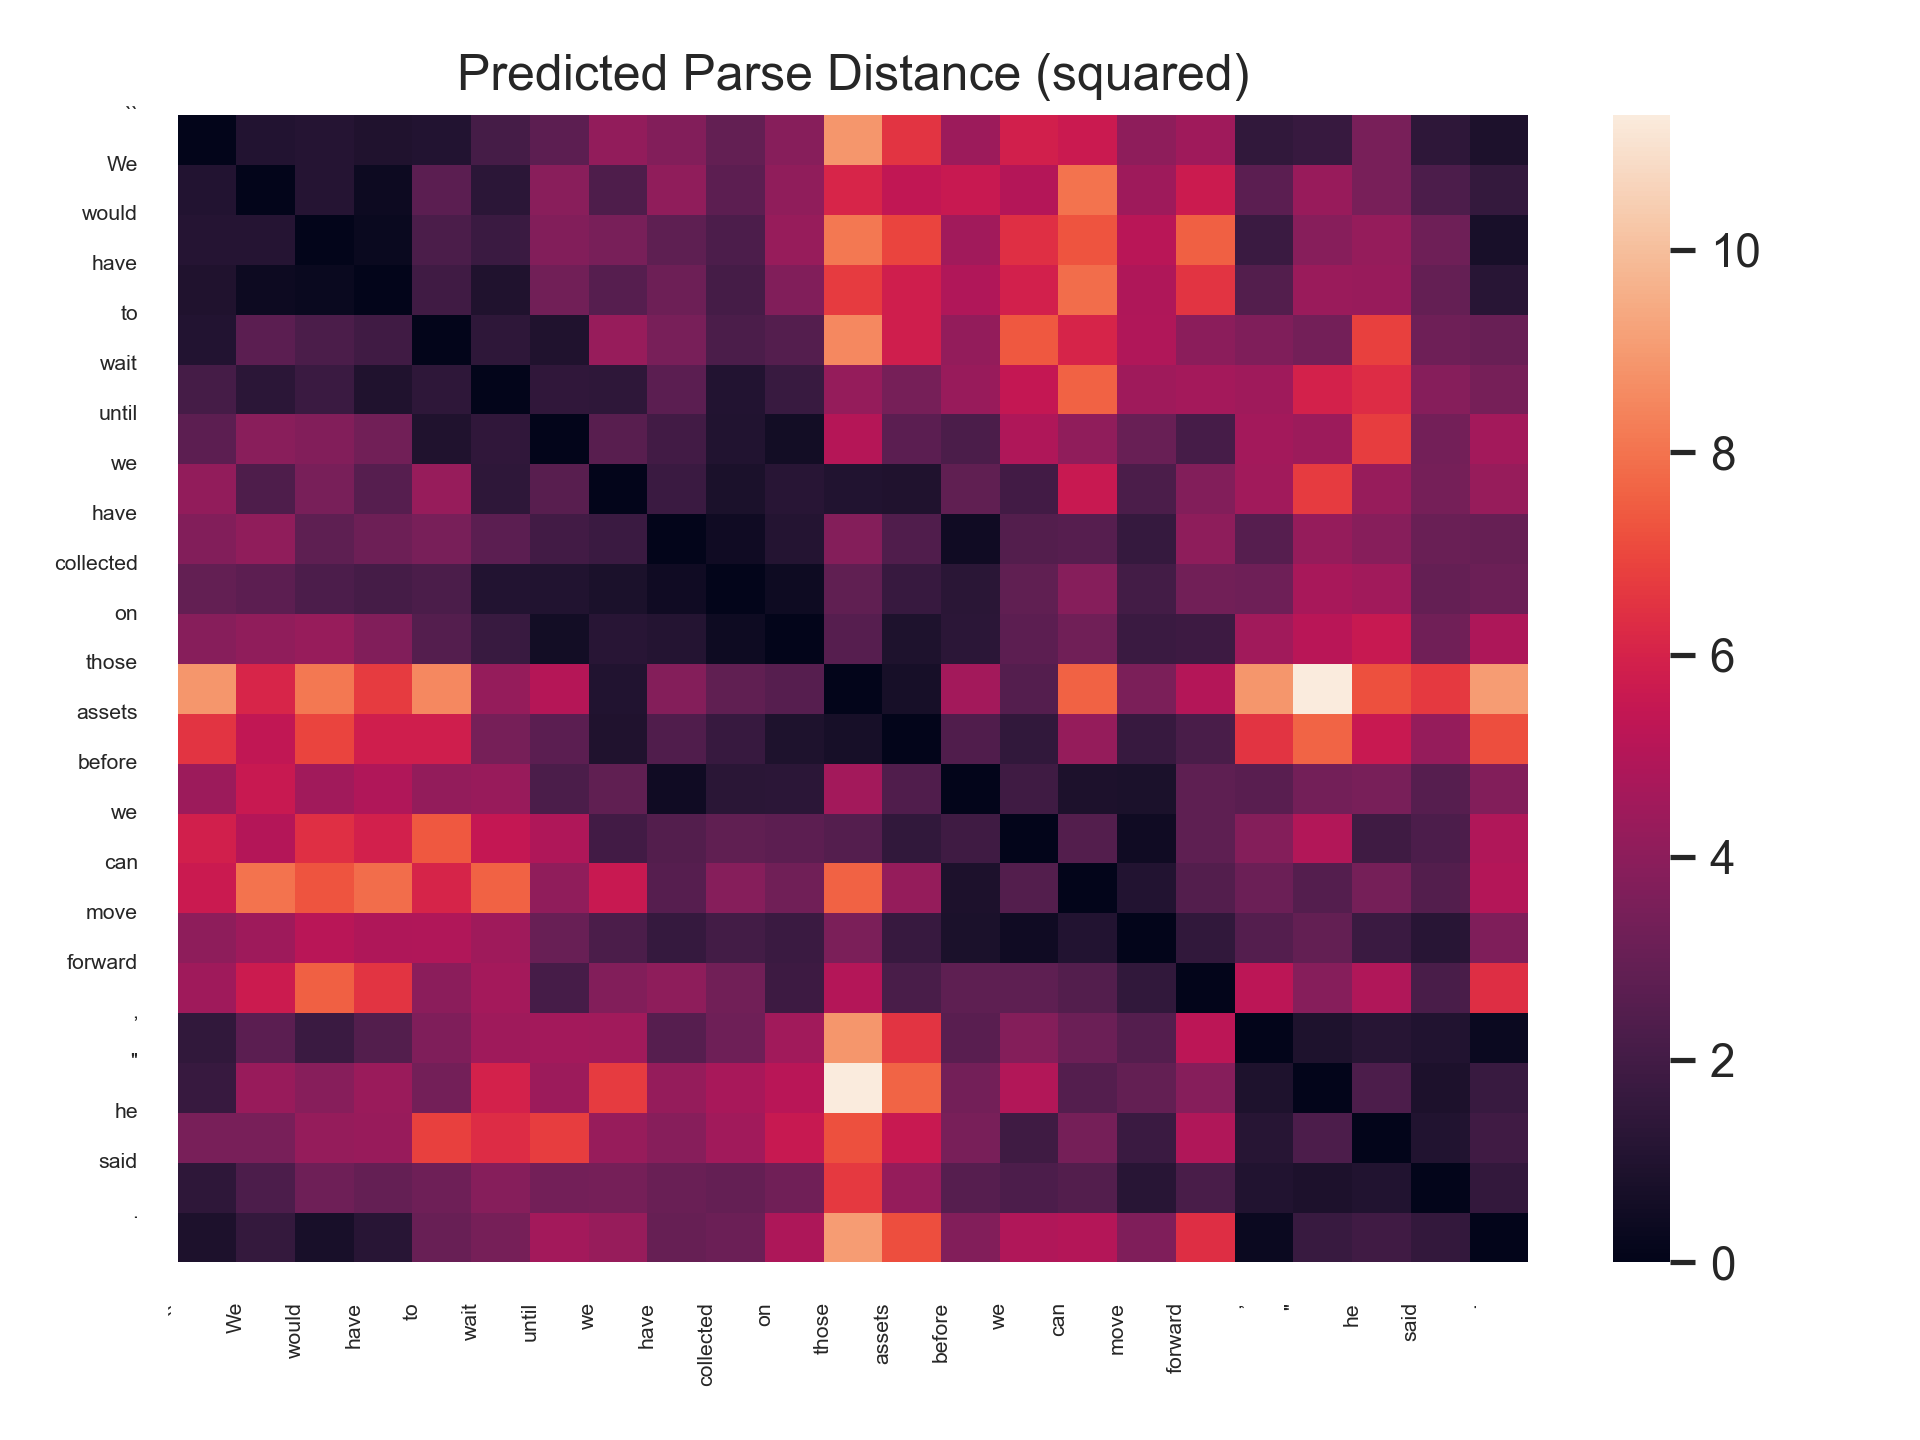 Predicted Parse Distance (squared)
``
We
would
have
to
wait
until
we
have
collected
on
those
assets
before
we
can
move
forward
,
"
he
said
.
10
8
6
4
2
0
`` We would have to wait until we have collected on those assets before we can move forward , " he said .